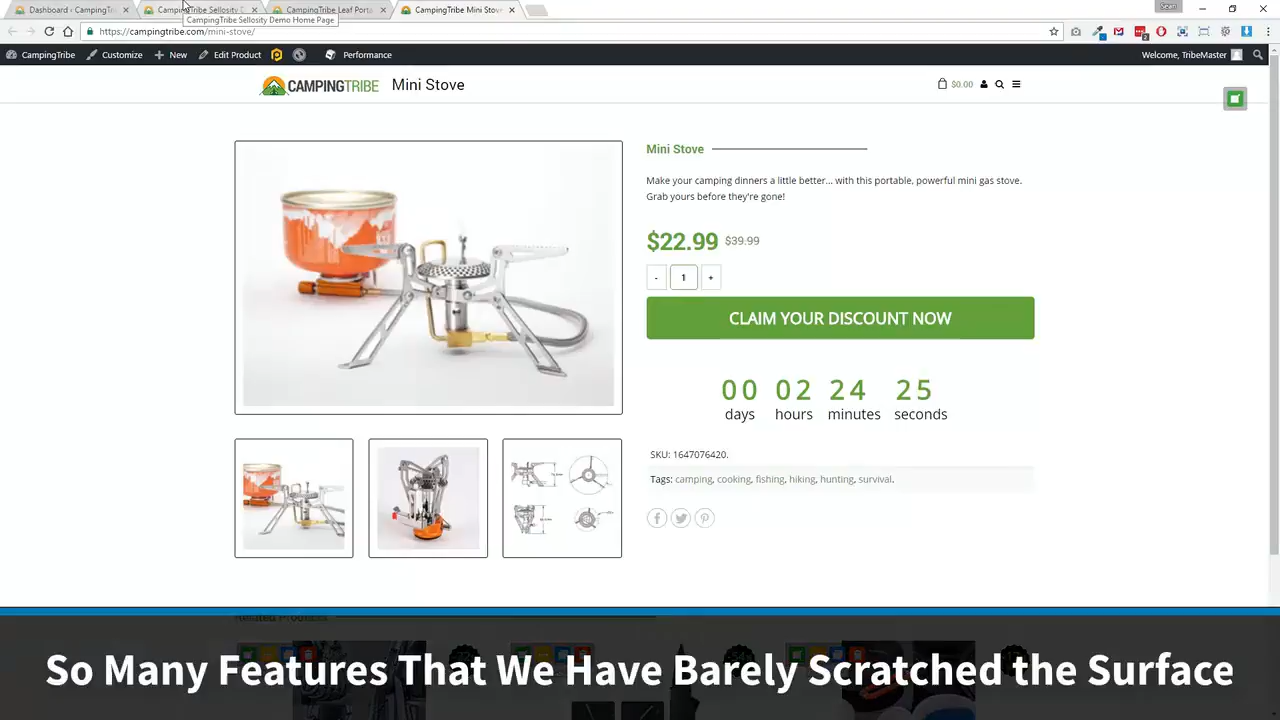 Dashboard ‹ CampingTr
CampingTribe Sellosity D
CampingTribe Leaf Porta
CampingTribe Mini Stove
Scott
CampingTribe Sellosity Demo Home Page
https://campingtribe.com/mini-stove/
CampingTribe
Customize
New
Edit Product
Performance
Welcome, TribeMaster
CAMPINGTRIBE
Mini Stove
$0.00
Mini Stove
Make your camping dinners a little better... with this portable, powerful mini gas stove.
Grab yours before they're gone!
$22.99 $39.99
- 1 +
CLAIM YOUR DISCOUNT NOW
00 02 24 25
days hours minutes seconds
SKU: 1647076420.
Tags: camping, cooking, fishing, hiking, hunting, survival.
Related Products
So Many Features That We Have Barely Scratched the Surface